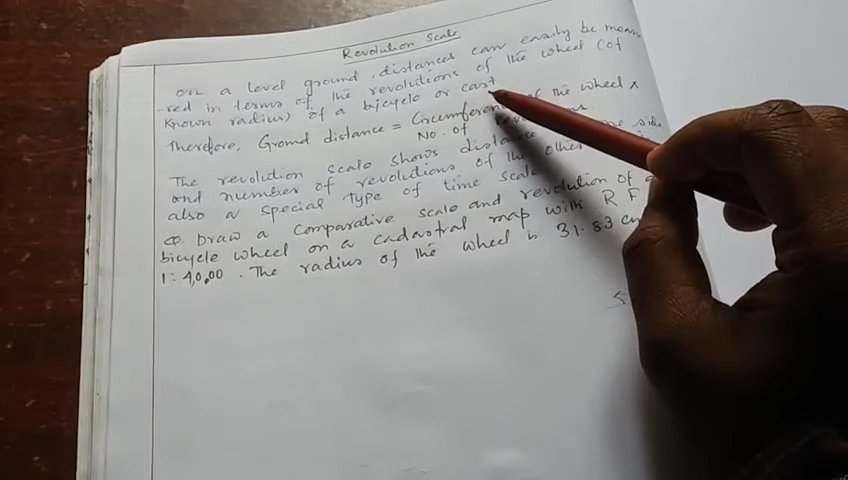 Revolution Scale
On a level ground, distances can easily be measu
-red in terms of the revolutions of the wheel (of
known radius) of a bicycle or cart
Therefore, Ground distance = Circumferen of the wheel x
No. of
The revolution scale shows distance one side
and number of revolutions of the other
also a special type of time scale
Q. Draw a comparative scale and revolution of a
bicycle wheel on a cadastral map with R F
1: 4,0,00. The radius of the wheel is 31.83 cm